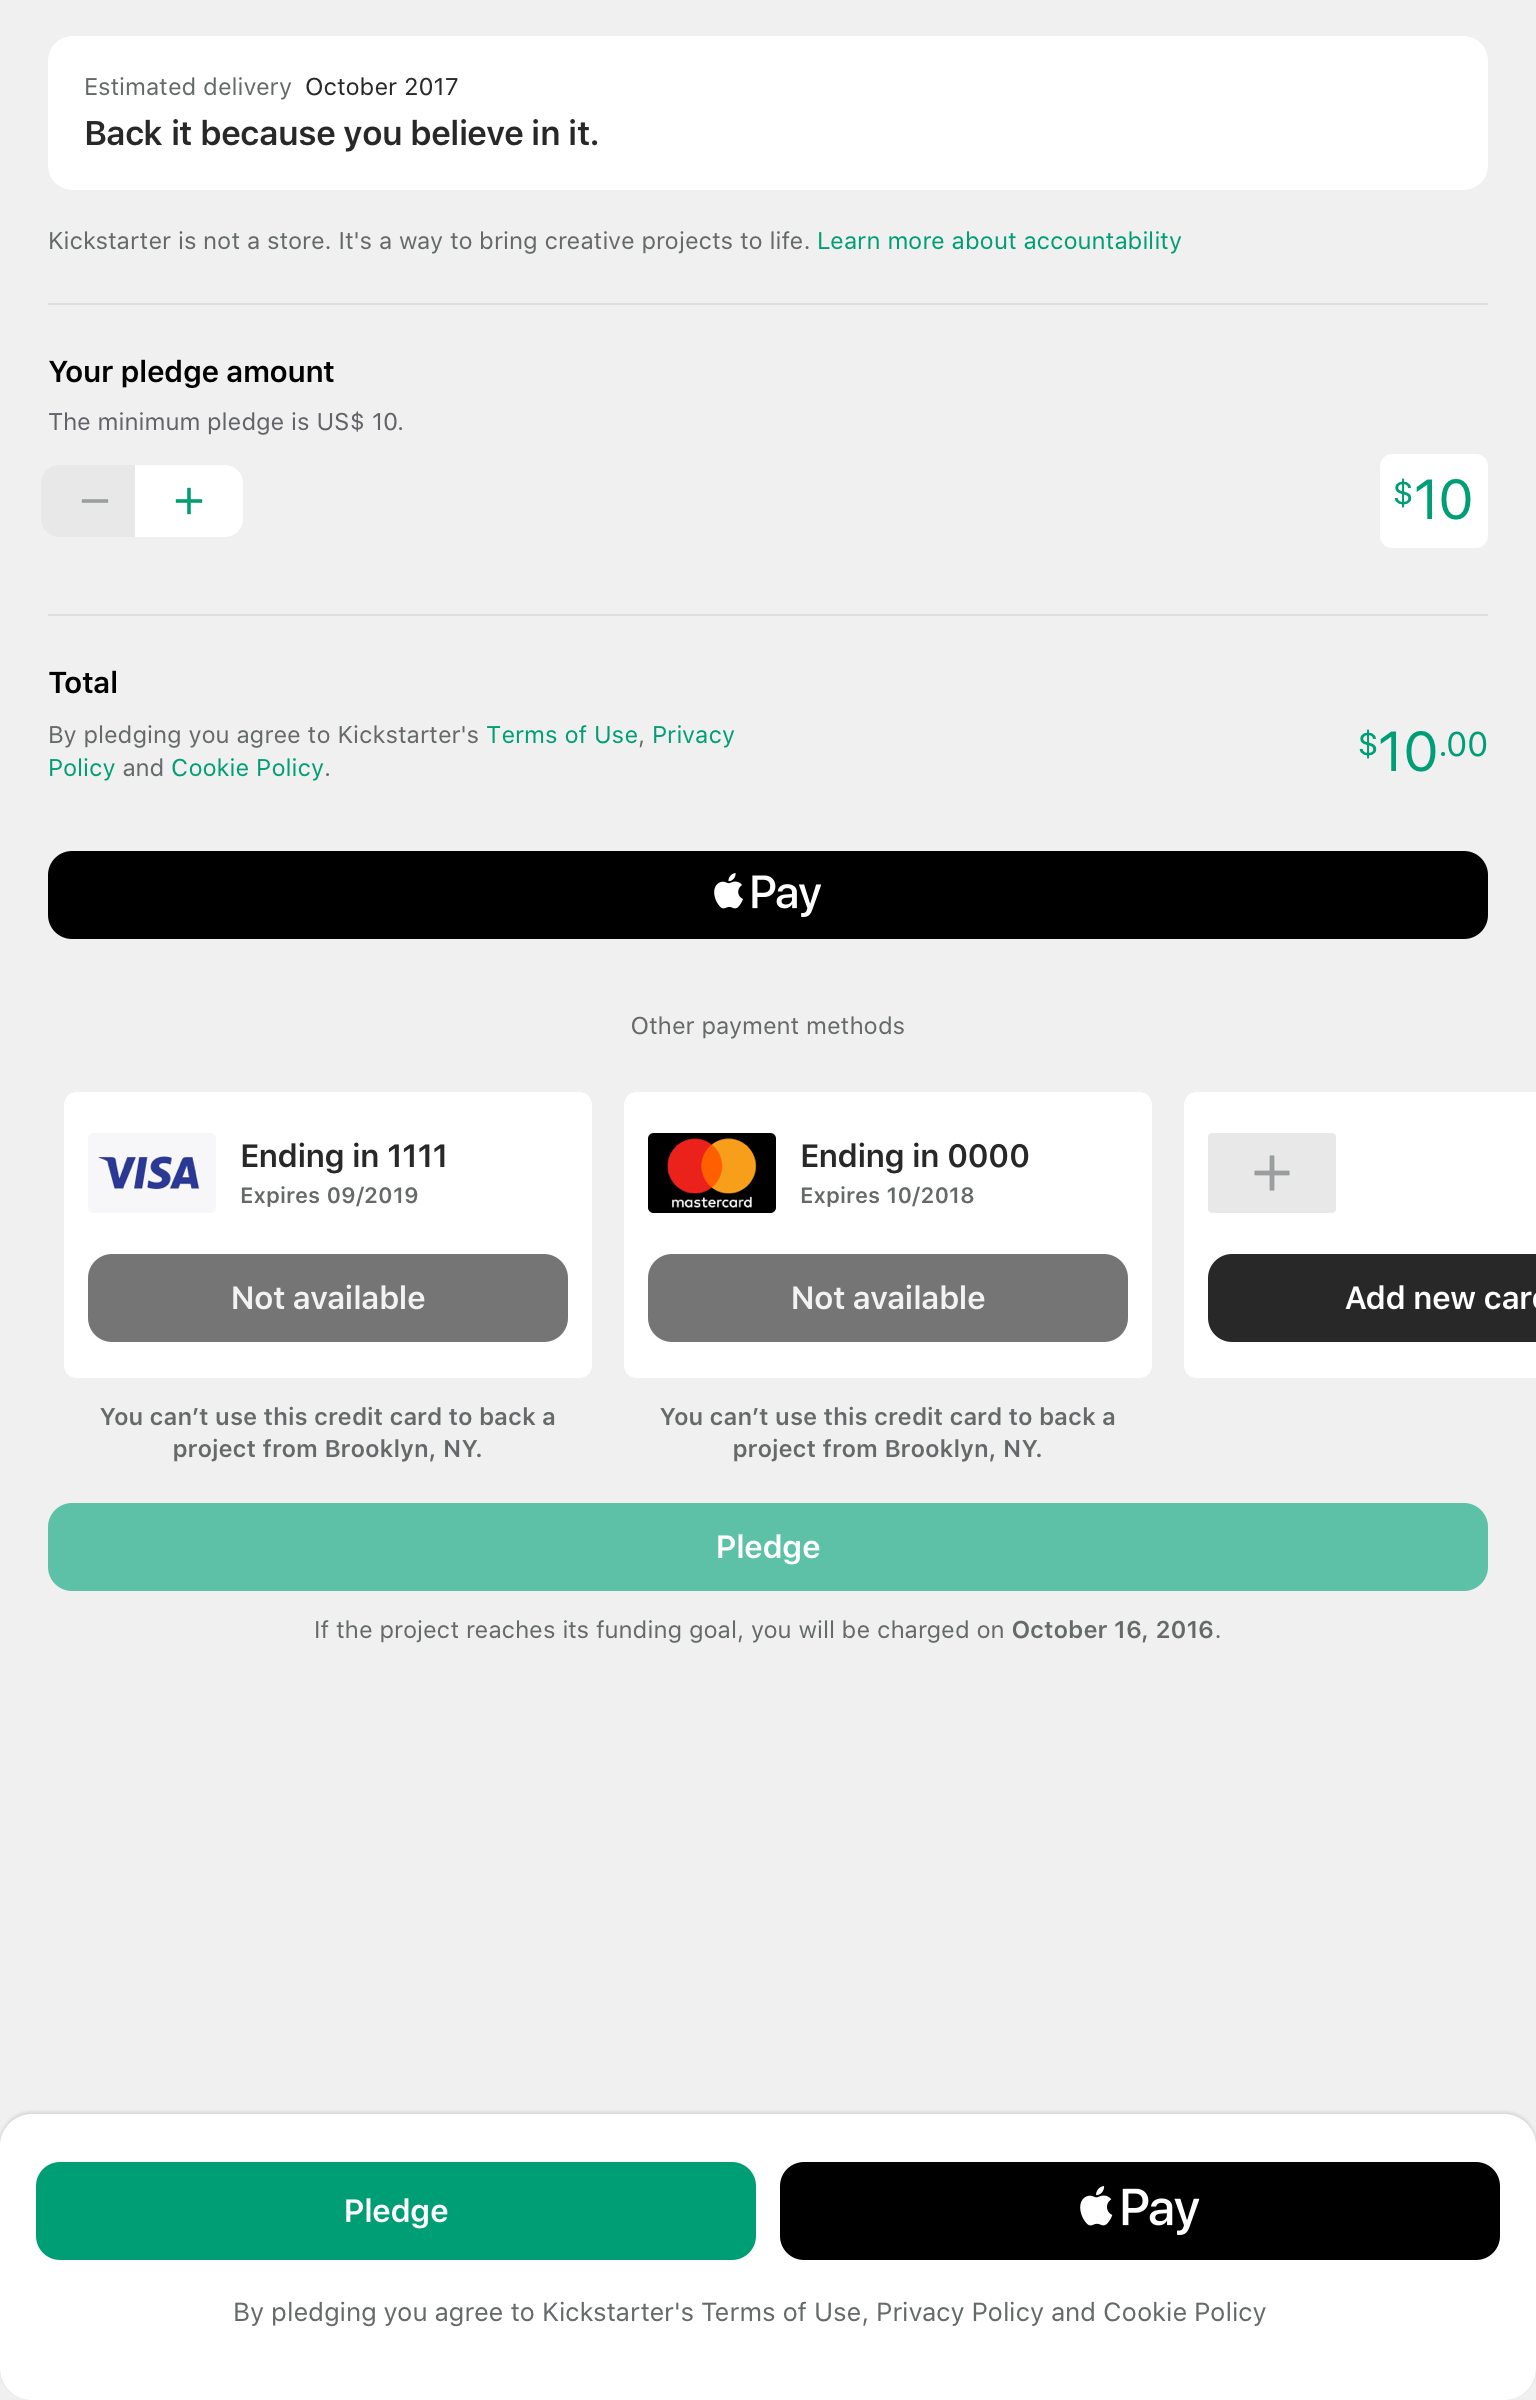 Estimated delivery October 2017
Back it because you believe in it.
Kickstarter is not a store. It's a way to bring creative projects to life. Learn more about accountability
Your pledge amount
The minimum pledge is US$ 10.
− +
$10
Total
By pledging you agree to Kickstarter's Terms of Use, Privacy
Policy and Cookie Policy.
$10.00
Pay
Other payment methods
VISA
Ending in 1111
Expires 09/2019
Not available
You can’t use this credit card to back a
project from Brooklyn, NY.
mastercard
Ending in 0000
Expires 10/2018
Not available
You can’t use this credit card to back a
project from Brooklyn, NY.
+
Add new car
Pledge
If the project reaches its funding goal, you will be charged on October 16, 2016.
Pledge
Pay
By pledging you agree to Kickstarter's Terms of Use, Privacy Policy and Cookie Policy